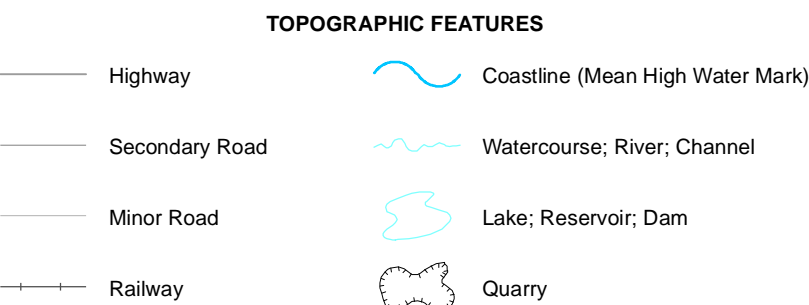 TOPOGRAPHIC FEATURES
Highway
Coastline (Mean High Water Mark)
Secondary Road
Watercourse; River; Channel
Minor Road
Lake; Reservoir; Dam
Railway
Quarry